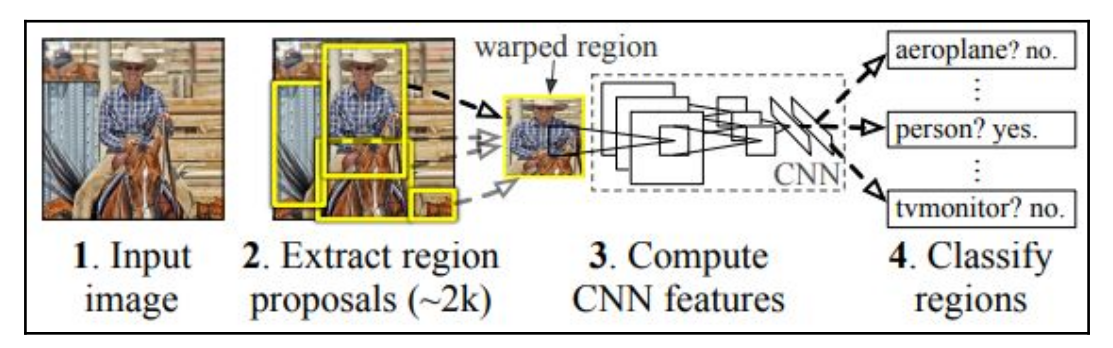 warped region
aeroplane? no.
person? yes.
CNN
tvmonitor? no.
1. Input
image
2. Extract region
proposals (~2k)
3. Compute
CNN features
4. Classify
regions